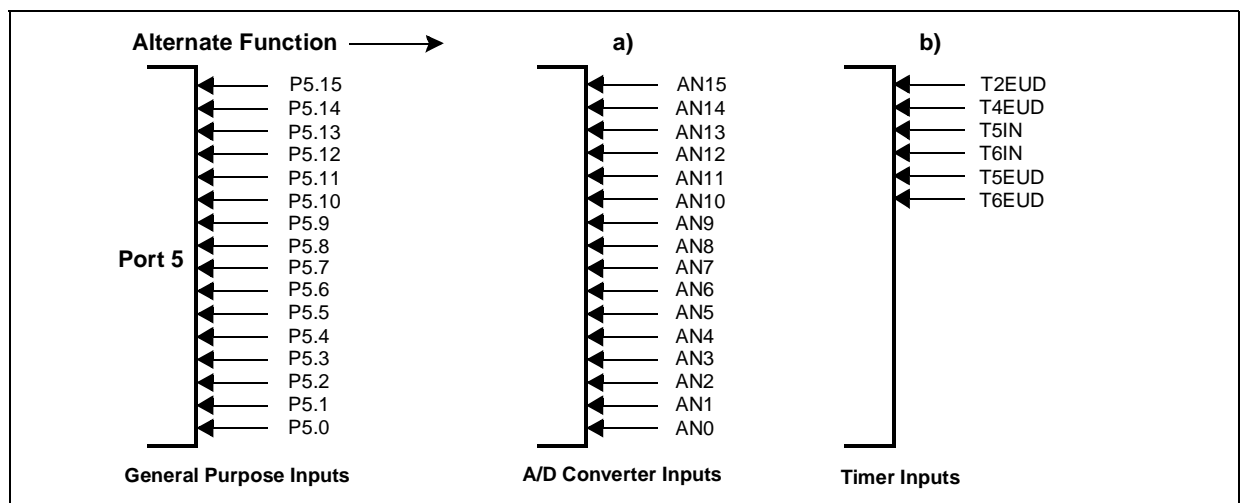 Alternate Function a) b)
P5.15 AN15 T2EUD
P5.14 AN14 T4EUD
P5.13 AN13 T5IN
P5.12 AN12 T6IN
P5.11 AN11 T5EUD
P5.10 AN10 T6EUD
P5.9 AN9
P5.8 AN8
Port 5 P5.7 AN7
P5.6 AN6
P5.5 AN5
P5.4 AN4
P5.3 AN3
P5.2 AN2
P5.1 AN1
P5.0 AN0
General Purpose Inputs A/D Converter Inputs Timer Inputs